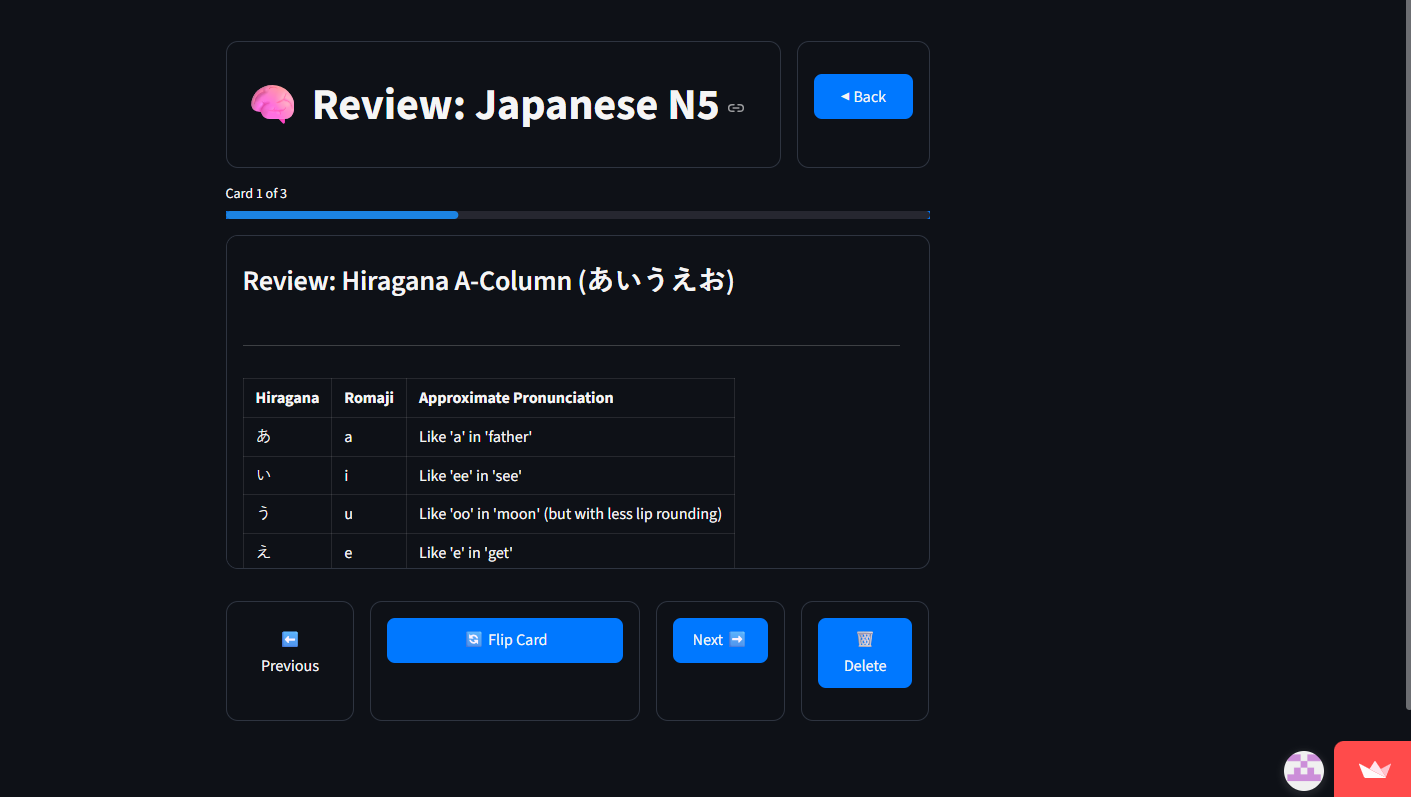 Review: Japanese N5
◄ Back
Card 1 of 3
Review: Hiragana A-Column (あいうえお)
Hiragana Romaji Approximate Pronunciation
あ a Like 'a' in 'father'
い i Like 'ee' in 'see'
う u Like 'oo' in 'moon' (but with less lip rounding)
え e Like 'e' in 'get'
Previous
Flip Card
Next
Delete